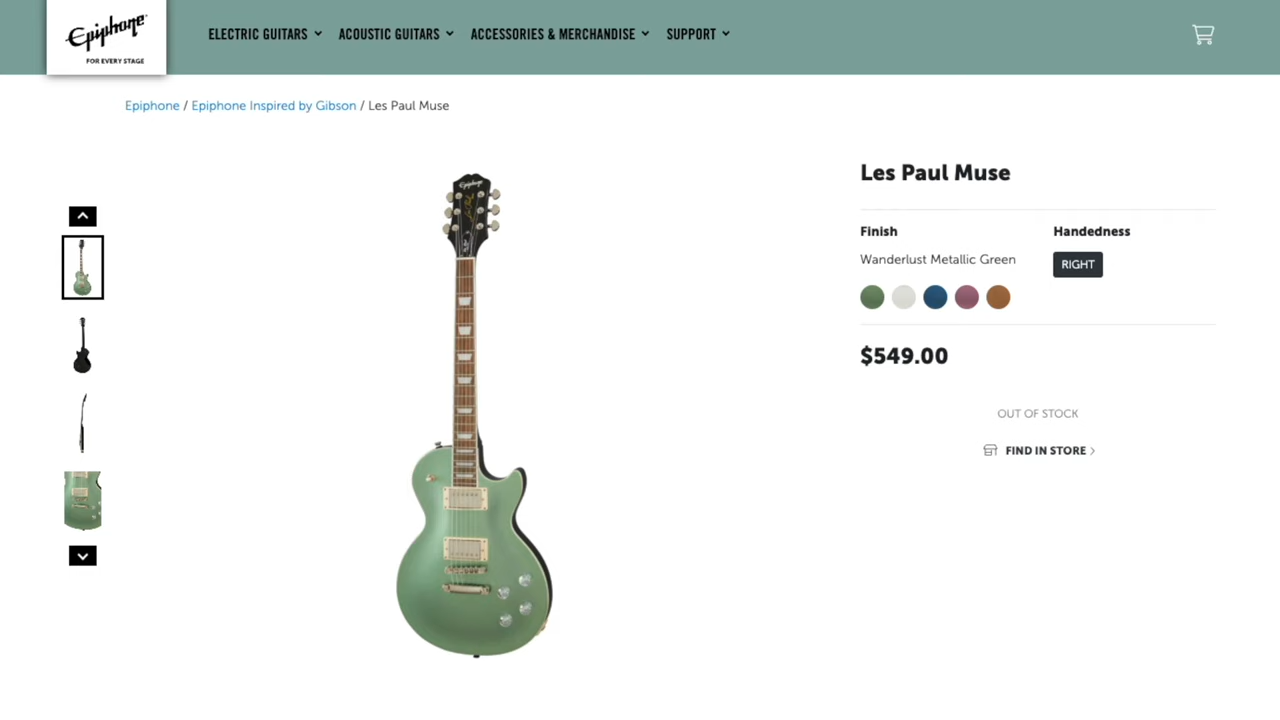 Epiphone
FOR EVERY STAGE
ELECTRIC GUITARS
ACOUSTIC GUITARS
ACCESSORIES & MERCHANDISE
SUPPORT
Epiphone / Epiphone Inspired by Gibson / Les Paul Muse
Epiphone
Les Paul Muse
Finish
Handedness
Wanderlust Metallic Green
RIGHT
$549.00
OUT OF STOCK
FIND IN STORE